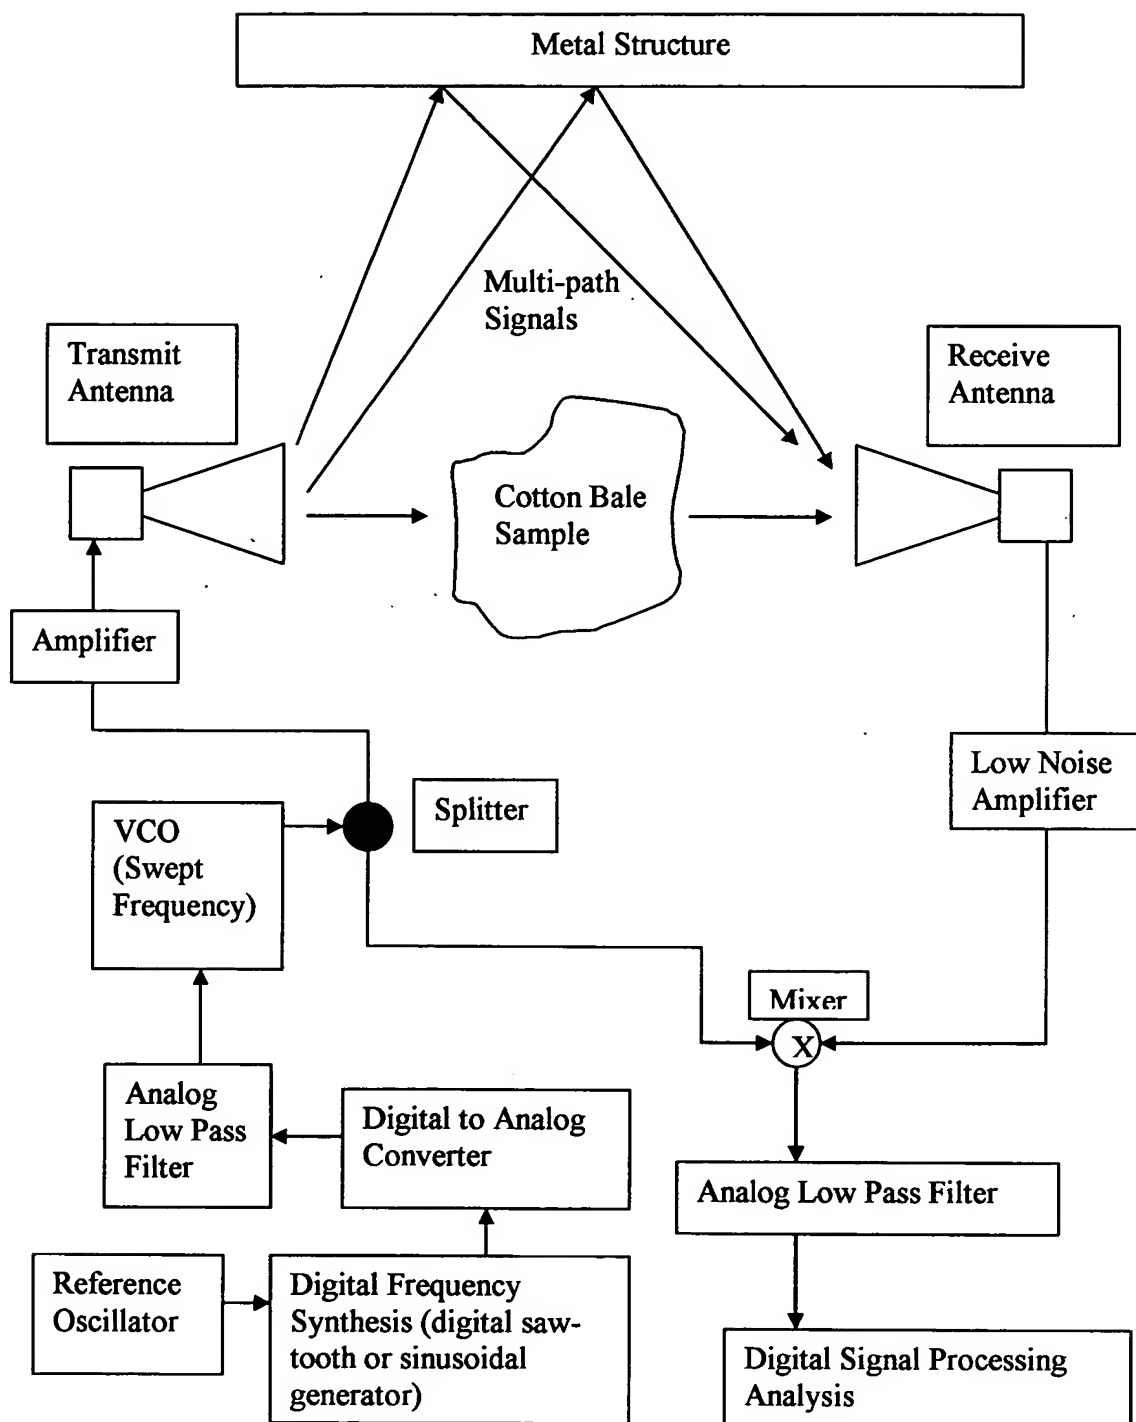 Metal Structure
Multi-path
Signals
Transmit
Antenna
Receive
Antenna
Cotton Bale
Sample
Amplifier
Low Noise
Amplifier
Splitter
VCO
(Swept
Frequency)
Mixer
X
Analog
Low Pass
Filter
Digital to Analog
Converter
Analog Low Pass Filter
Reference
Oscillator
Digital Frequency
Synthesis (digital saw-
tooth or sinusoidal
generator)
Digital Signal Processing
Analysis